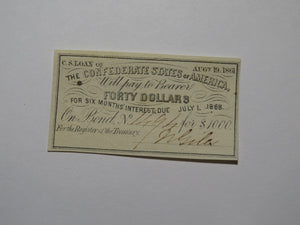 C.S. LOAN OF AUGT 19, 1861
THE CONFEDERATE STATES OF AMERICA,
Will pay to Bearer
FORTY DOLLARS
FOR SIX MONTHS INTEREST, DUE JULY 1, 1868.
On Bond No for $1000.
For the Register of the Treasury.